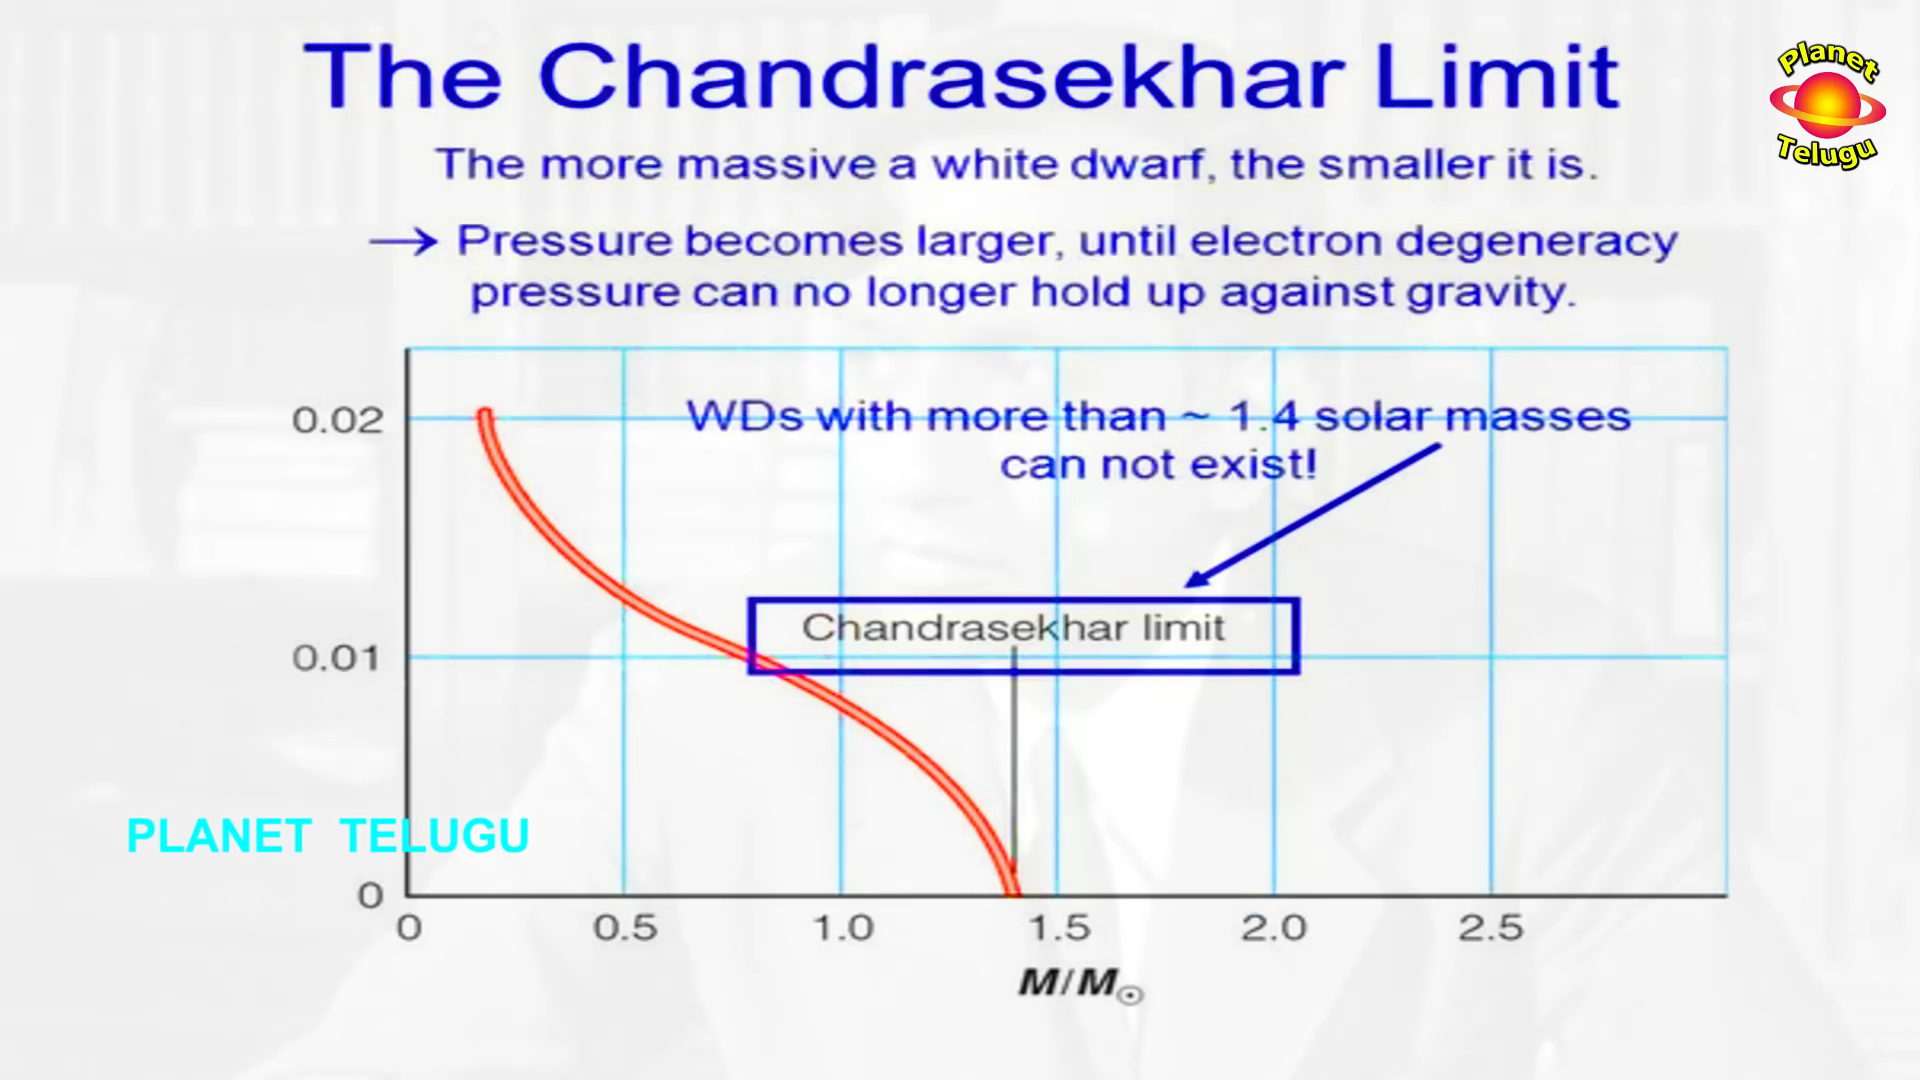 The Chandrasekhar Limit
Planet
Telugu
The more massive a white dwarf, the smaller it is.
→ Pressure becomes larger, until electron degeneracy
pressure can no longer hold up against gravity.
0.02
WDs with more than ~ 1.4 solar masses
can not exist!
Chandrasekhar limit
0.01
PLANET TELUGU
0
0 0.5 1.0 1.5 2.0 2.5
M/M☉